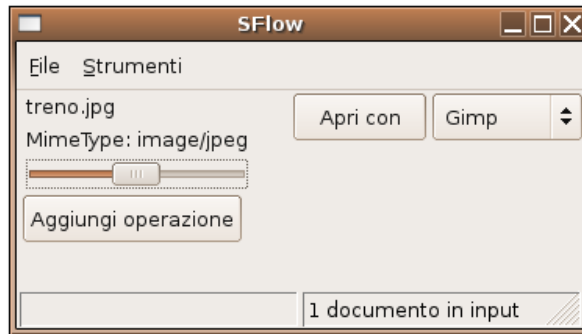 SFlow
File Strumenti
treno.jpg
Apri con Gimp
MimeType: image/jpeg
Aggiungi operazione
1 documento in input